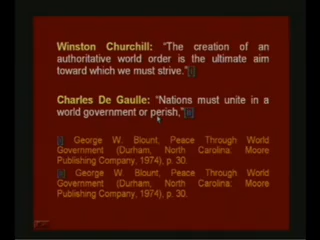 Winston Churchill: “The creation of an
authoritative world order is the ultimate aim
toward which we must strive.”[i]
Charles De Gaulle: “Nations must unite in a
world government or perish,”[ii]
[i] George W. Blount, Peace Through World
Government (Durham, North Carolina: Moore
Publishing Company, 1974), p. 30.
[ii] George W. Blount, Peace Through World
Government (Durham, North Carolina: Moore
Publishing Company, 1974), p. 30.